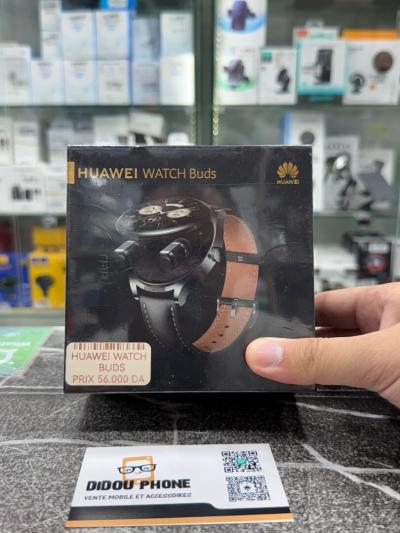 HUAWEI WATCH Buds
HUAWEI
HUAWEI WATCH
BUDS
PRIX 56.000 DA
DIDOU PHONE
VENTE MOBILE ET ACCESSOIRES